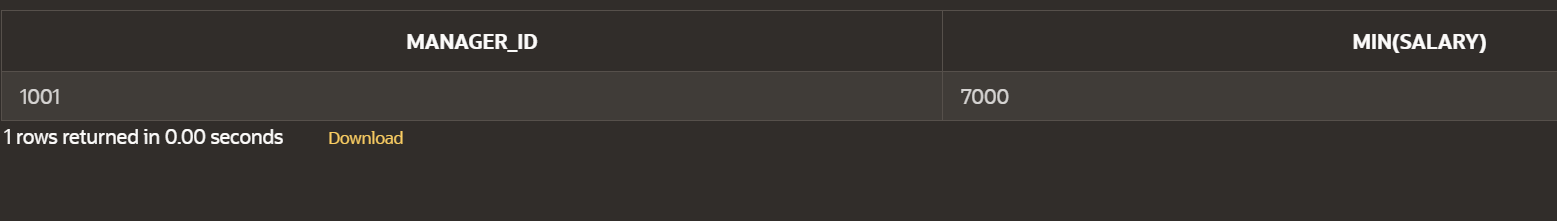 MANAGER_ID MIN(SALARY)
1001 7000
1 rows returned in 0.00 seconds Download